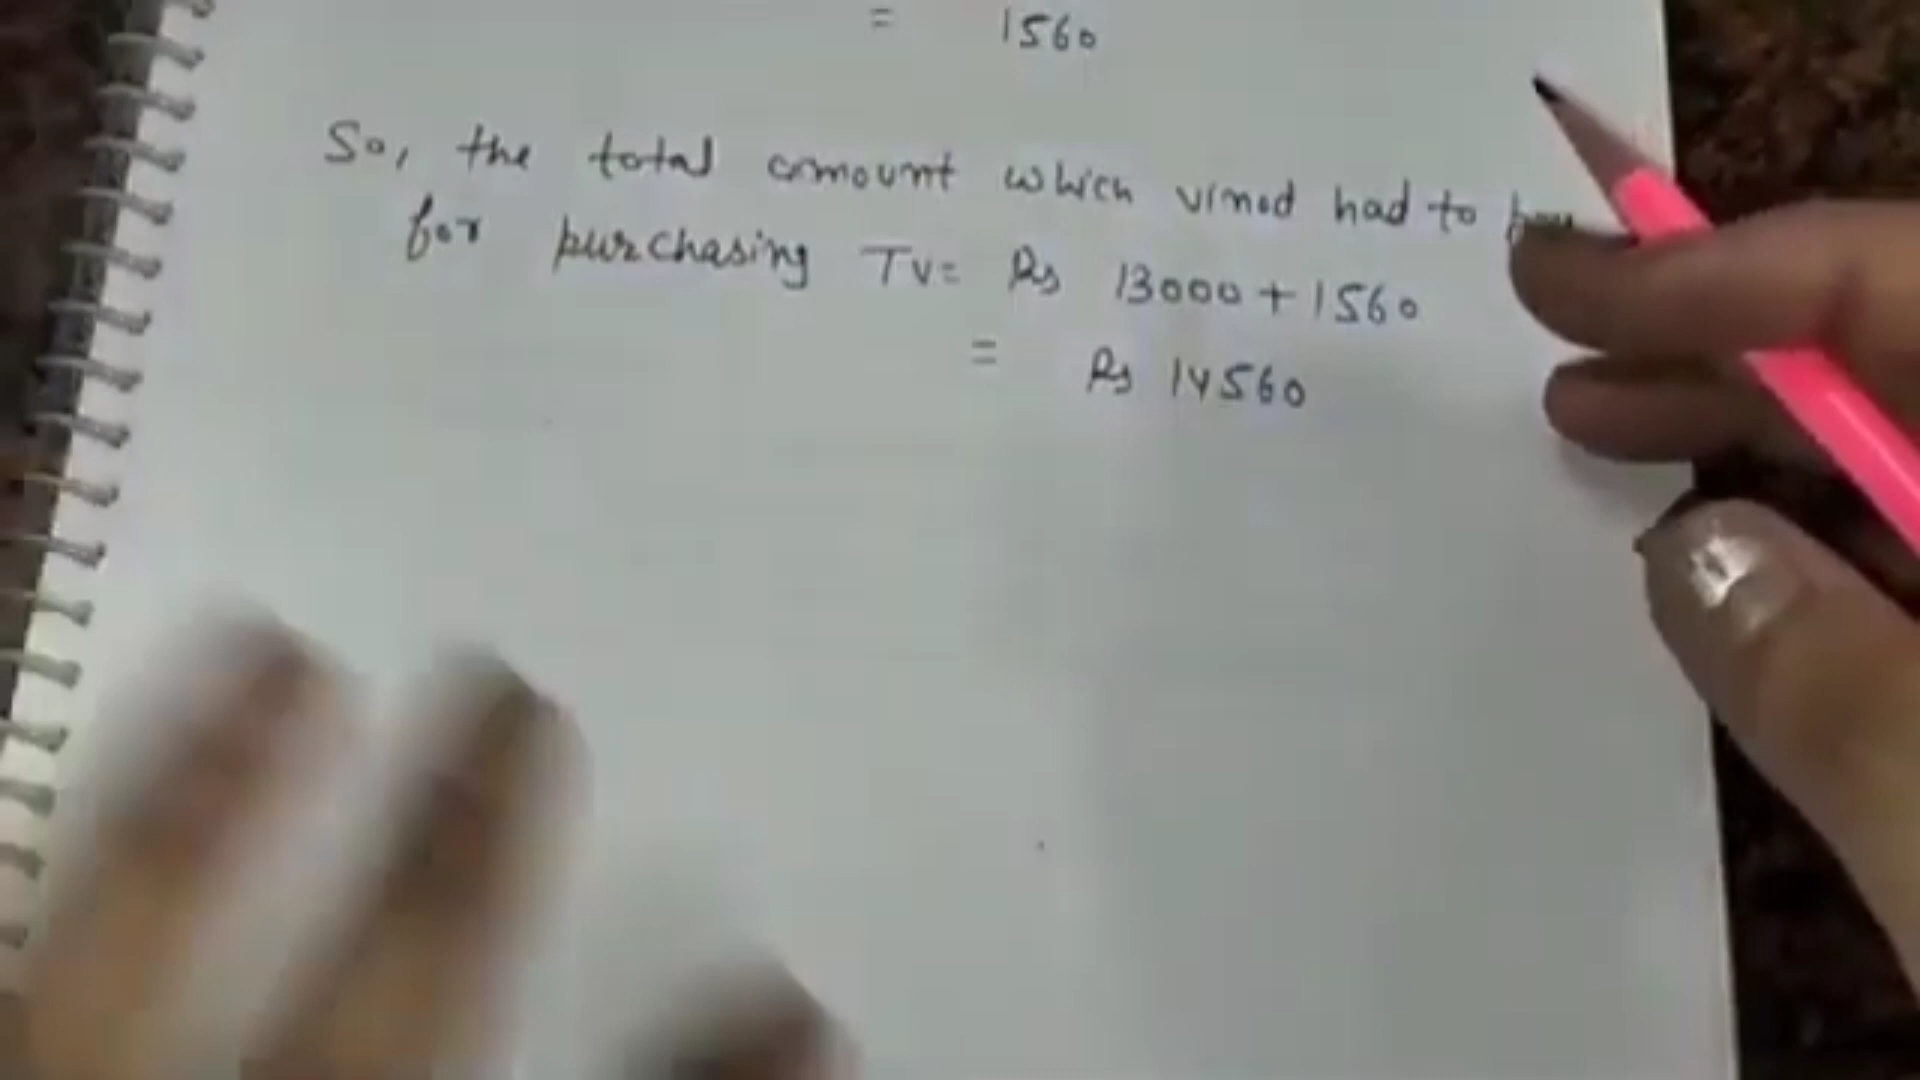 = 1560
So, the total amount which vinod had to
for purchasing TV= Rs 13000 + 1560
= Rs 14560